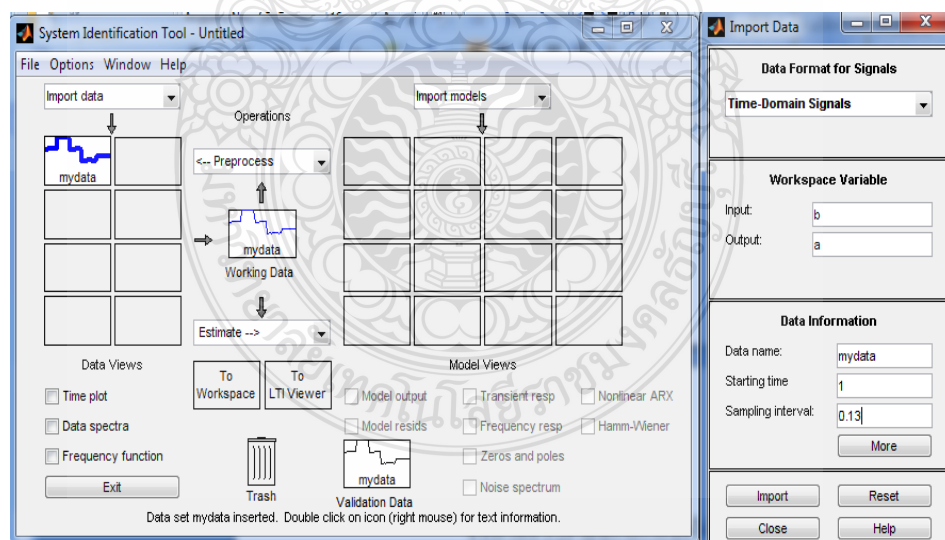 System Identification Tool - Untitled
File Options Window Help
Import data
Operations
Import models
mydata
<-- Preprocess
mydata
Working Data
Estimate -->
Data Views
To
Workspace
To
LTI Viewer
Model Views
Time plot
Data spectra
Frequency function
Model output
Transient resp
Nonlinear ARX
Model resids
Frequency resp
Hamm-Wiener
Zeros and poles
Noise spectrum
Exit
Trash
mydata
Validation Data
Data set mydata inserted. Double click on icon (right mouse) for text information.
Import Data
Data Format for Signals
Time-Domain Signals
Workspace Variable
Input:
b
Output:
a
Data Information
Data name:
mydata
Starting time
1
Sampling interval:
0.13
More
Import
Reset
Close
Help